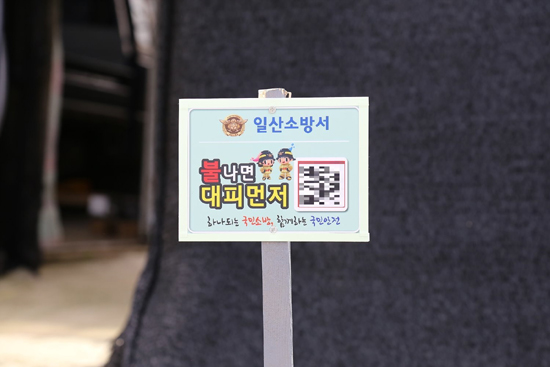 일산소방서
불나면
대피먼저
하나되는 국민소방, 함께하는 국민안전